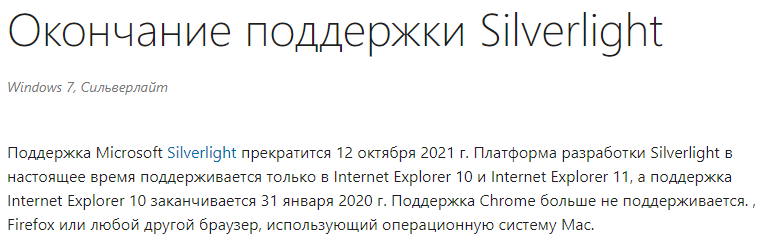 Окончание поддержки Silverlight
Windows 7, Сильверлайт
Поддержка Microsoft Silverlight прекратится 12 октября 2021 г. Платформа разработки Silverlight в
настоящее время поддерживается только в Internet Explorer 10 и Internet Explorer 11, а поддержка
Internet Explorer 10 заканчивается 31 января 2020 г. Поддержка Chrome больше не поддерживается. ,
Firefox или любой другой браузер, использующий операционную систему Mac.